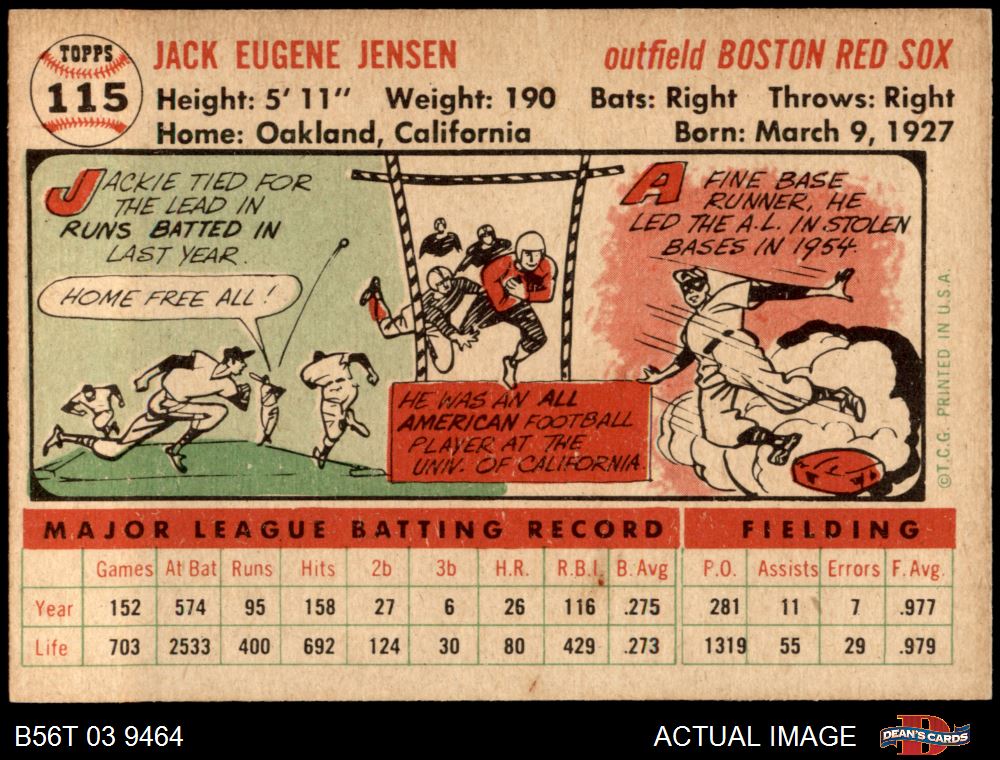 TOPPS
115
JACK EUGENE JENSEN outfield BOSTON RED SOX
Height: 5' 11" Weight: 190 Bats: Right Throws: Right
Home: Oakland, California Born: March 9, 1927
JACKIE TIED FOR
THE LEAD IN
RUNS BATTED IN
LAST YEAR.
HOME FREE ALL!
HE WAS AN ALL
AMERICAN FOOTBALL
PLAYER AT THE
UNIV. OF CALIFORNIA
A FINE BASE
RUNNER, HE
LED THE A.L. IN STOLEN
BASES IN 1954.
© T.C.G. PRINTED IN U.S.A.
MAJOR LEAGUE BATTING RECORD FIELDING
Games At Bat Runs Hits 2b 3b H.R. R.B.I. B. Avg P.O. Assists Errors F. Avg.
Year 152 574 95 158 27 6 26 116 .275 281 11 7 .977
Life 703 2533 400 692 124 30 80 429 .273 1319 55 29 .979
B56T 03 9464 ACTUAL IMAGE DEAN'S CARDS